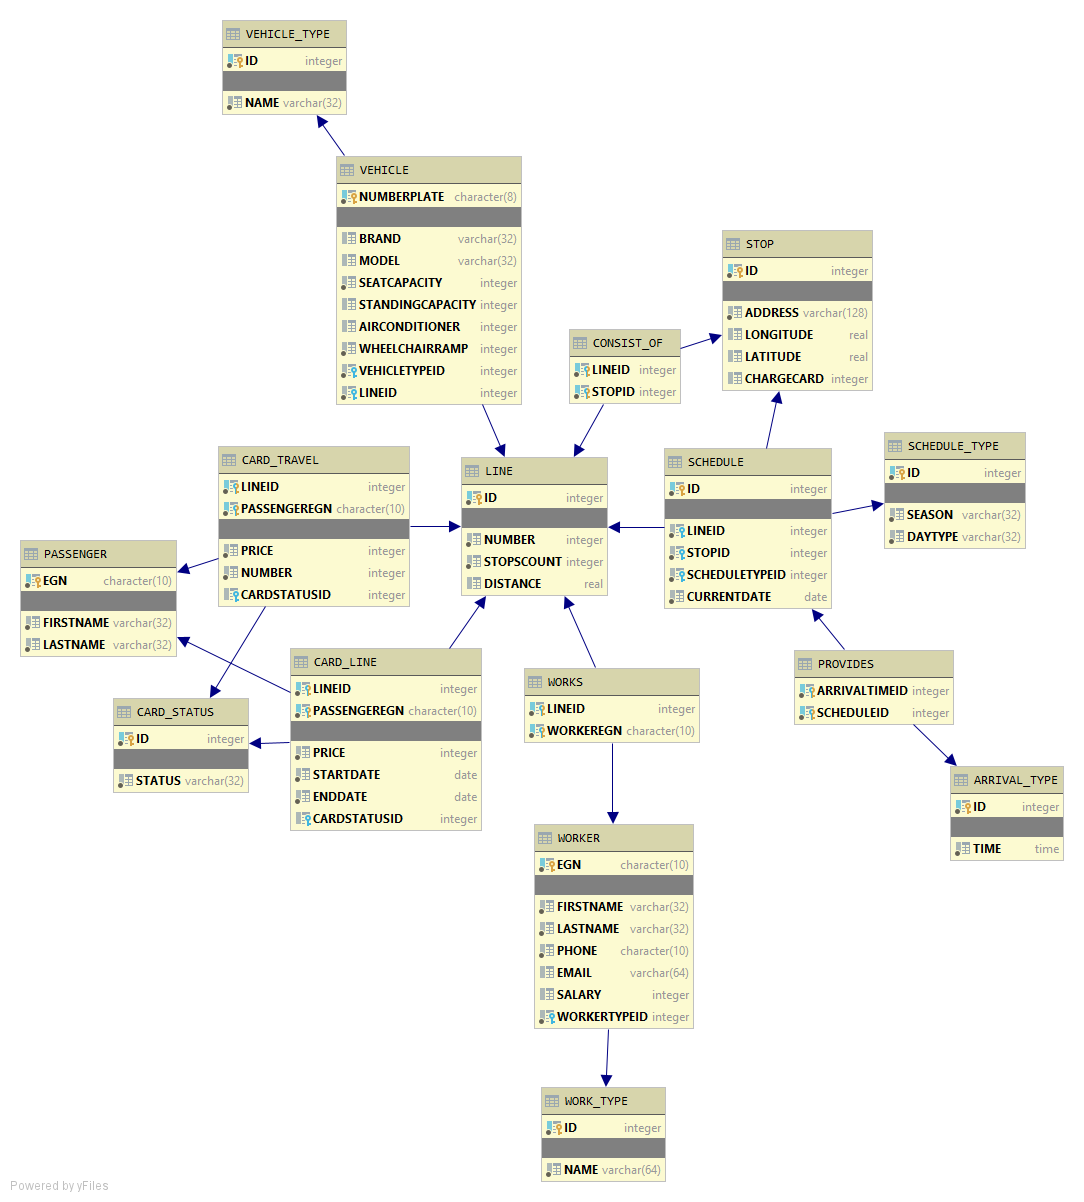 VEHICLE_TYPE
ID integer
NAME varchar(32)
VEHICLE
NUMBERPLATE character(8)
BRAND varchar(32)
MODEL varchar(32)
SEATCAPACITY integer
STANDINGCAPACITY integer
AIRCONDITIONER integer
WHEELCHAIRRAMP integer
VEHICLETYPEID integer
LINEID integer
STOP
ID integer
ADDRESS varchar(128)
LONGITUDE real
LATITUDE real
CHARGECARD integer
CONSIST_OF
LINEID integer
STOPID integer
CARD_TRAVEL
LINEID integer
PASSENGEREGN character(10)
PRICE integer
NUMBER integer
CARDSTATUSID integer
LINE
ID integer
NUMBER integer
STOPSCOUNT integer
DISTANCE real
SCHEDULE
ID integer
LINEID integer
STOPID integer
SCHEDULETYPEID integer
CURRENTDATE date
SCHEDULE_TYPE
ID integer
SEASON varchar(32)
DAYTYPE varchar(32)
PASSENGER
EGN character(10)
FIRSTNAME varchar(32)
LASTNAME varchar(32)
CARD_STATUS
ID integer
STATUS varchar(32)
CARD_LINE
LINEID integer
PASSENGEREGN character(10)
PRICE integer
STARTDATE date
ENDDATE date
CARDSTATUSID integer
WORKS
LINEID integer
WORKEREGN character(10)
PROVIDES
ARRIVALTIMEID integer
SCHEDULEID integer
ARRIVAL_TYPE
ID integer
TIME time
WORKER
EGN character(10)
FIRSTNAME varchar(32)
LASTNAME varchar(32)
PHONE character(10)
EMAIL varchar(64)
SALARY integer
WORKERTYPEID integer
WORK_TYPE
ID integer
NAME varchar(64)
Powered by yFiles